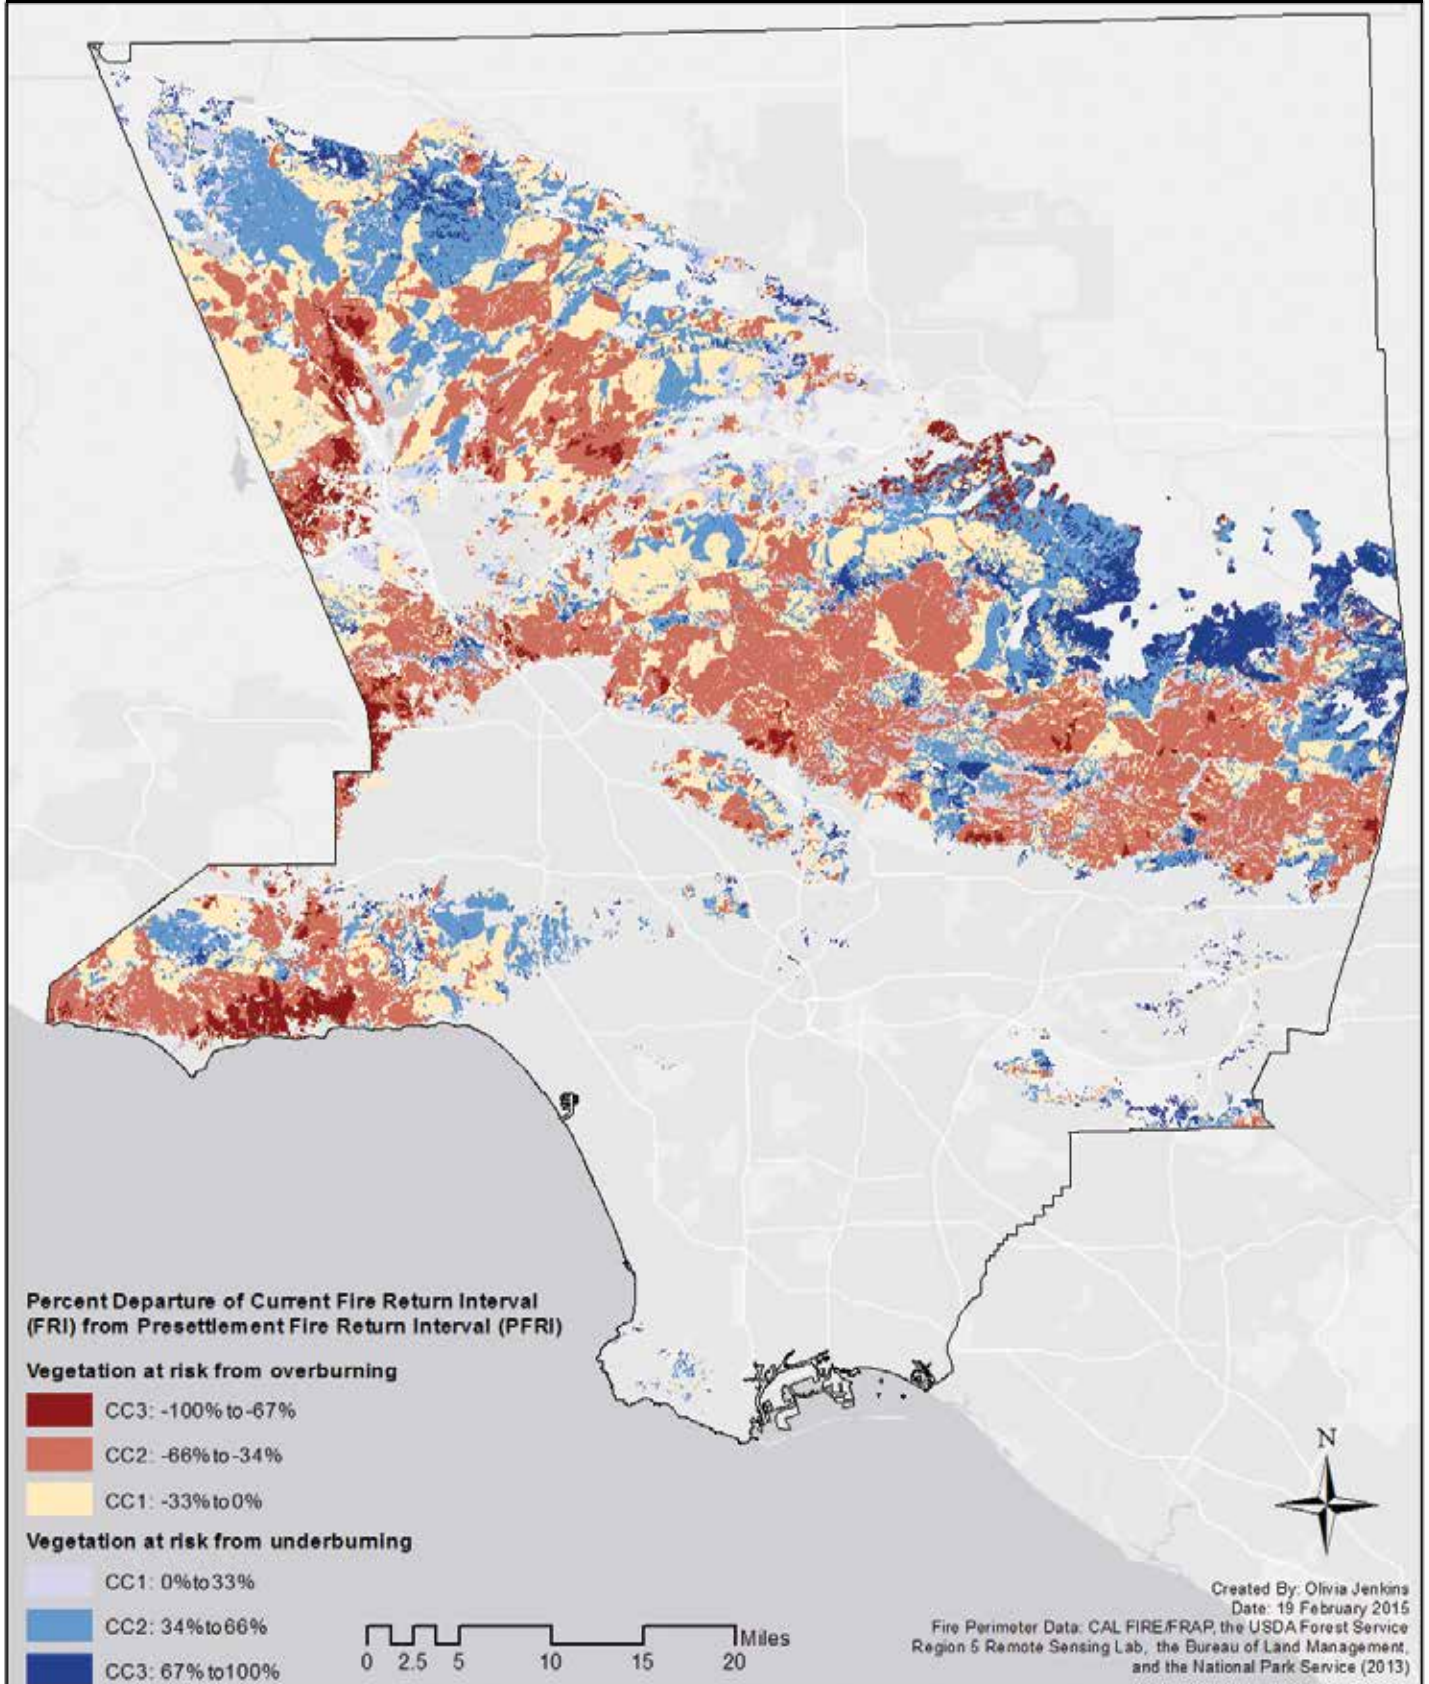 Percent Departure of Current Fire Return Interval
(FRI) from Presettlement Fire Return Interval (PFRI)
Vegetation at risk from overburning
CC3: -100% to -67%
CC2: -66% to -34%
CC1: -33% to 0%
Vegetation at risk from underburning
CC1: 0% to 33%
CC2: 34% to 66%
CC3: 67% to 100%
Miles
0 2.5 5 10 15 20
N
Created By: Olivia Jenkins
Date: 19 February 2015
Fire Perimeter Data: CAL FIRE/FRAP, the USDA Forest Service
Region 5 Remote Sensing Lab, the Bureau of Land Management,
and the National Park Service (2013)